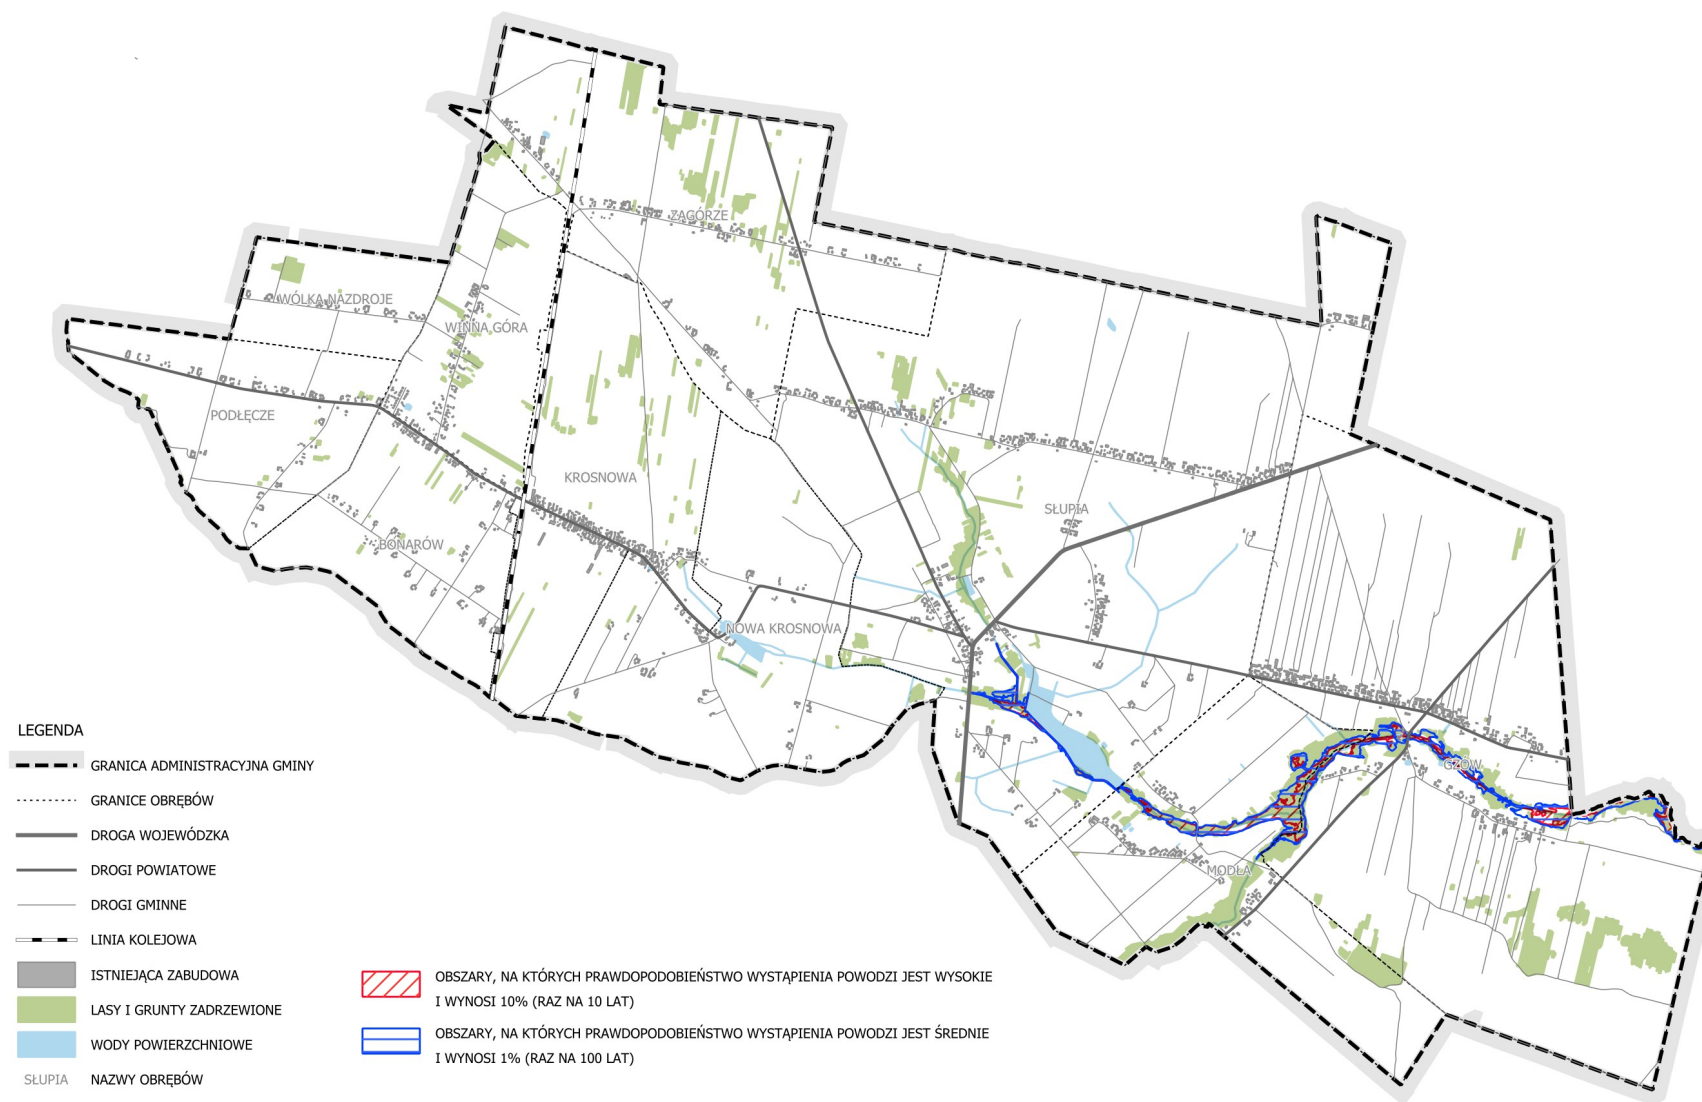 ZAGÓRZE
WÓLKA NAZDROJE
WINNA GÓRA
PODŁĘCZE
KROSNOWA
SŁUPIA
BONARÓW
NOWA KROSNOWA
GZÓW
MODŁA
LEGENDA
GRANICA ADMINISTRACYJNA GMINY
GRANICE OBRĘBÓW
DROGA WOJEWÓDZKA
DROGI POWIATOWE
DROGI GMINNE
LINIA KOLEJOWA
ISTNIEJĄCA ZABUDOWA
LASY I GRUNTY ZADRZEWIONE
WODY POWIERZCHNIOWE
SŁUPIA NAZWY OBRĘBÓW
OBSZARY, NA KTÓRYCH PRAWDOPODOBIEŃSTWO WYSTĄPIENIA POWODZI JEST WYSOKIE
I WYNOSI 10% (RAZ NA 10 LAT)
OBSZARY, NA KTÓRYCH PRAWDOPODOBIEŃSTWO WYSTĄPIENIA POWODZI JEST ŚREDNIE
I WYNOSI 1% (RAZ NA 100 LAT)